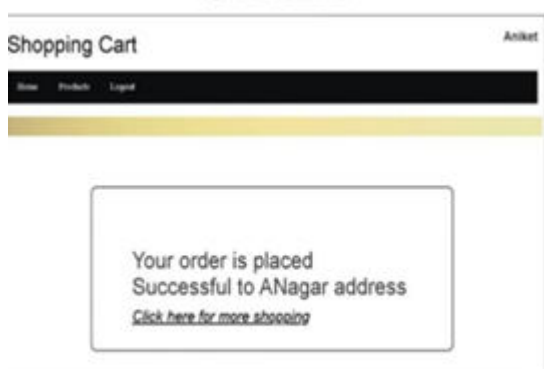 Shopping Cart
Aniket
Home Products Logout
Your order is placed
Successful to ANagar address
Click here for more shopping